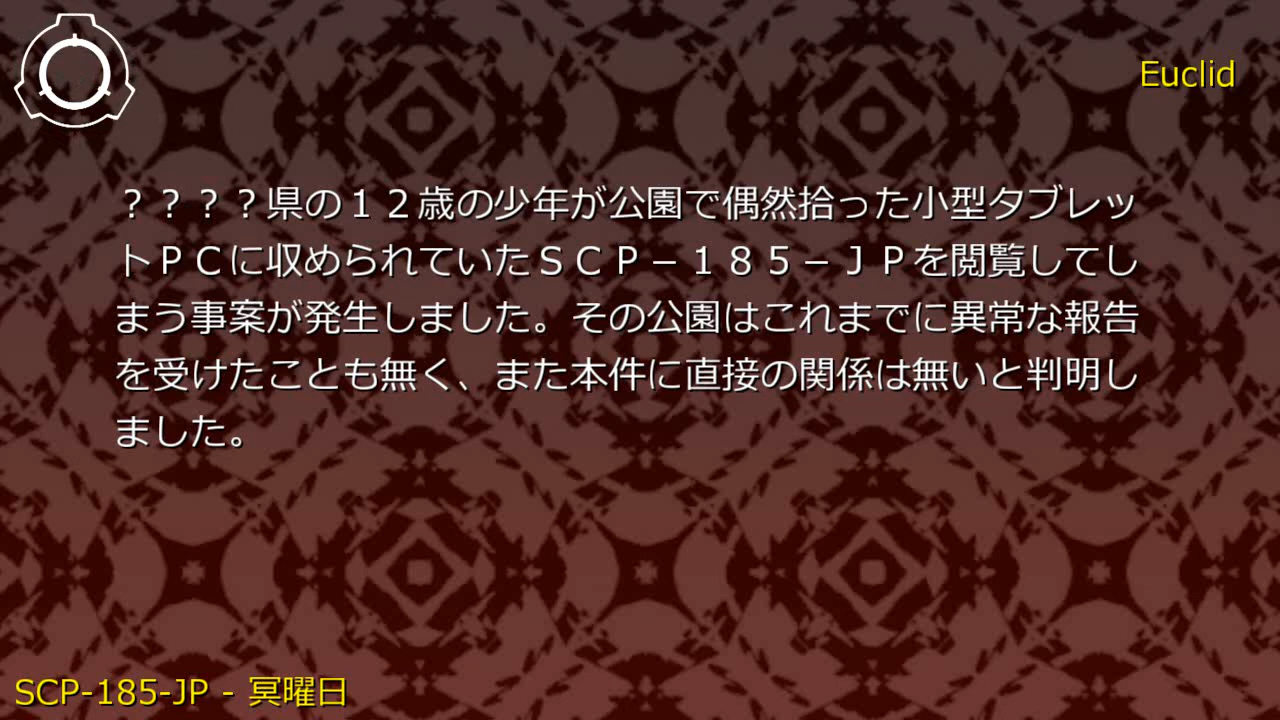 Euclid
？？？？県の１２歳の少年が公園で偶然拾った小型タブレッ
トＰＣに収められていたＳＣＰ－１８５－ＪＰを閲覧してし
まう事案が発生しました。その公園はこれまでに異常な報告
を受けたことも無く、また本件に直接の関係は無いと判明し
ました。
SCP-185-JP - 冥曜日